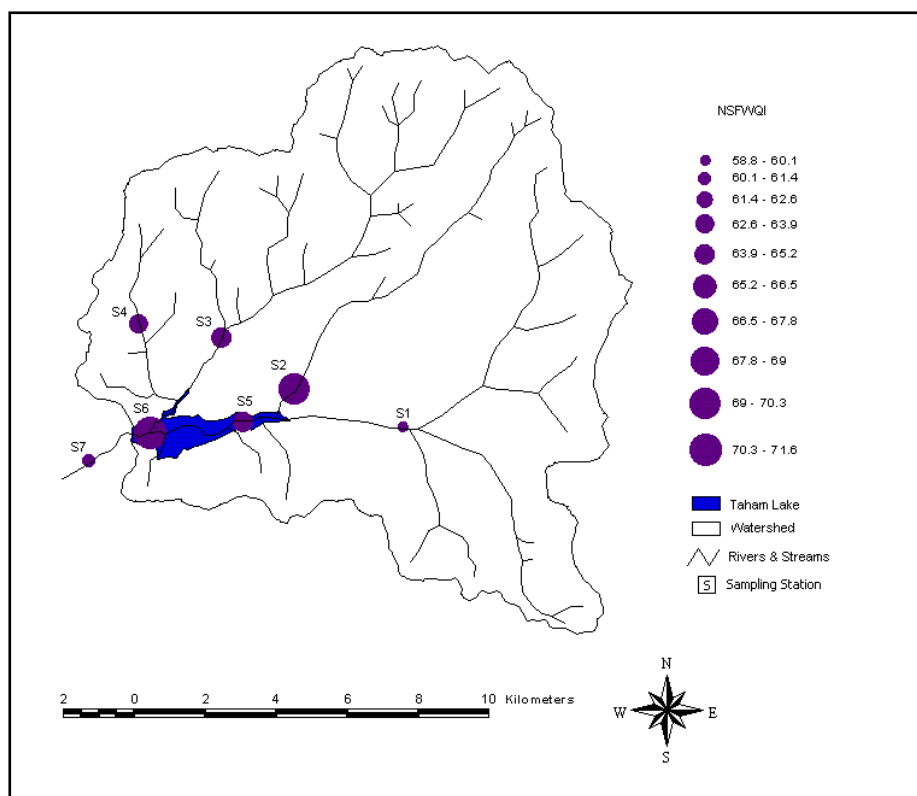 NSFWQI
58.8 - 60.1
60.1 - 61.4
61.4 - 62.6
62.6 - 63.9
63.9 - 65.2
65.2 - 66.5
66.5 - 67.8
67.8 - 69
69 - 70.3
70.3 - 71.6
Taham Lake
Watershed
Rivers & Streams
S Sampling Station
S4
S3
S2
S5
S6
S1
S7
2 0 2 4 6 8 10 Kilometers
N
W E
S